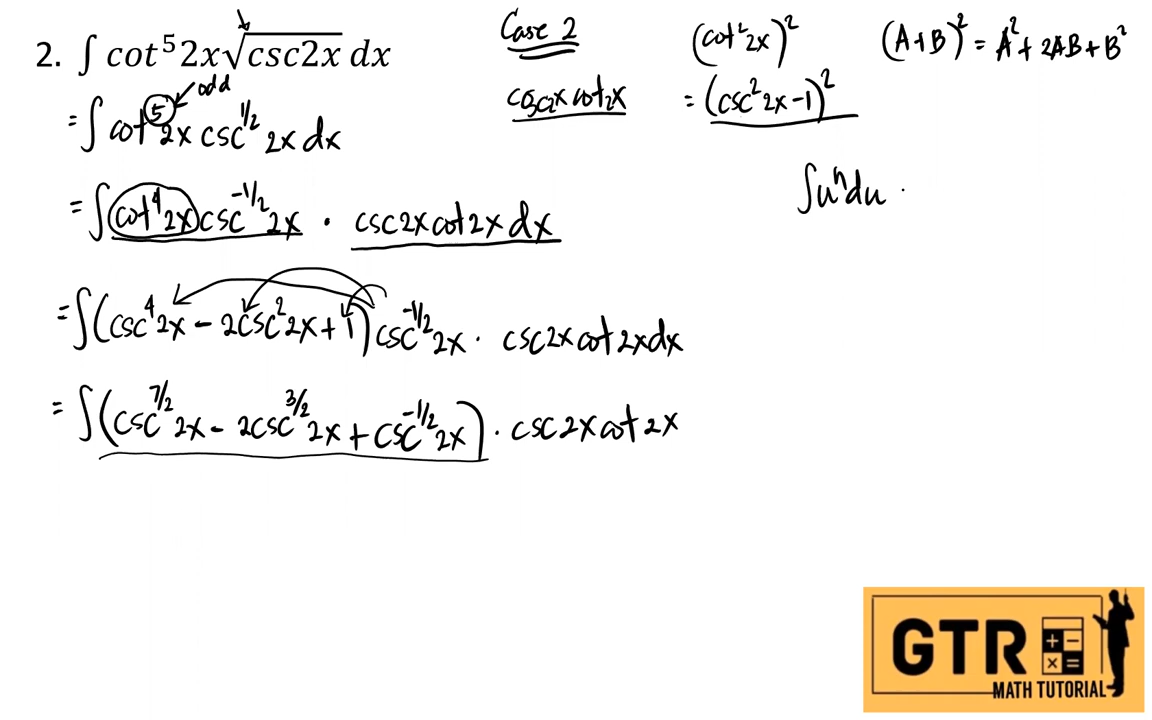 2. ∫ cot⁵2x√csc2x dx
= ∫ cot⁵2x csc^{1/2} 2x dx
odd
= ∫ cot⁴2x csc^{-1/2} 2x · csc2x cot2x dx
= ∫ (csc⁴2x - 2csc²2x + 1) csc^{-1/2} 2x · csc2x cot2x dx
= ∫ (csc^{7/2} 2x - 2csc^{3/2} 2x + csc^{-1/2} 2x) · csc2x cot2x
Case 2
csc2x cot2x
(cot²2x)²
= (csc²2x - 1)²
(A+B)² = A² + 2AB + B²
∫uⁿdu
GTR
MATH TUTORIAL